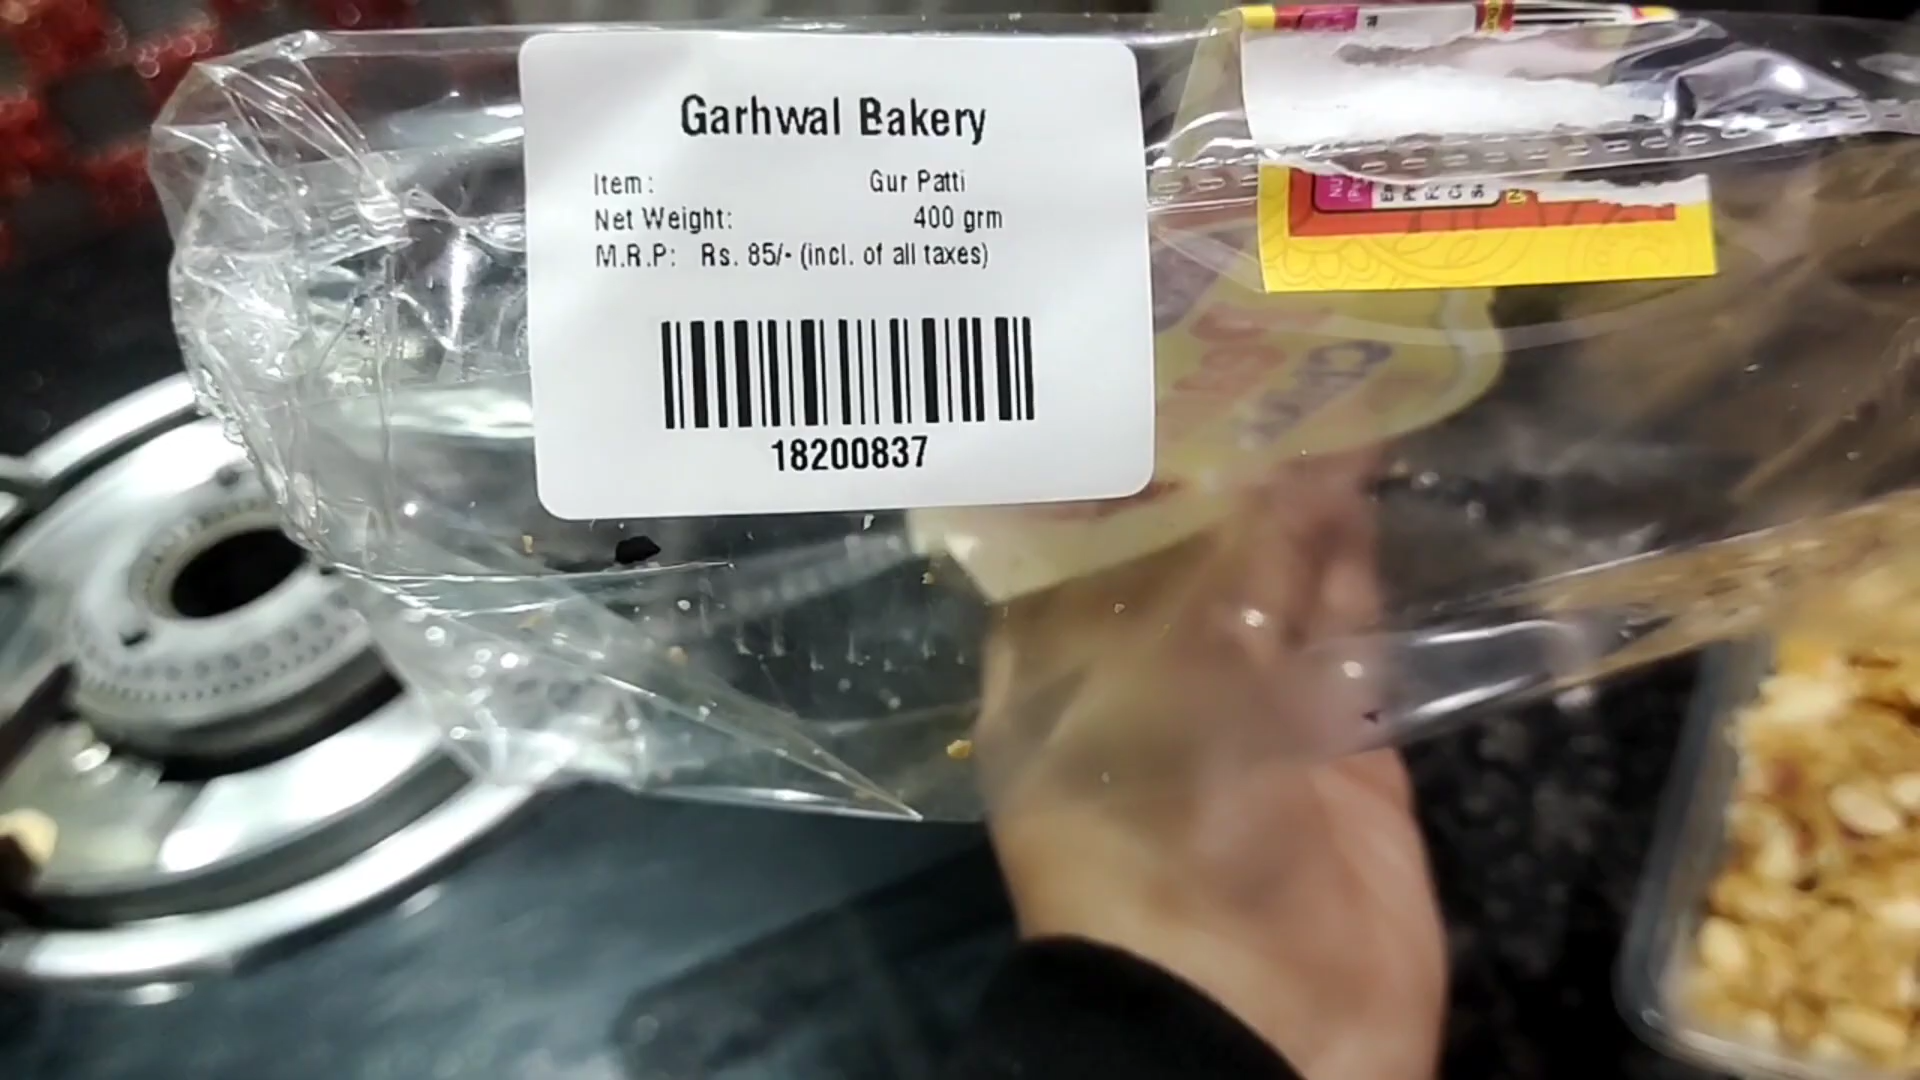 Garhwal Bakery
Item: Gur Patti
Net Weight: 400 grm
M.R.P: Rs. 85/- (incl. of all taxes)
18200837